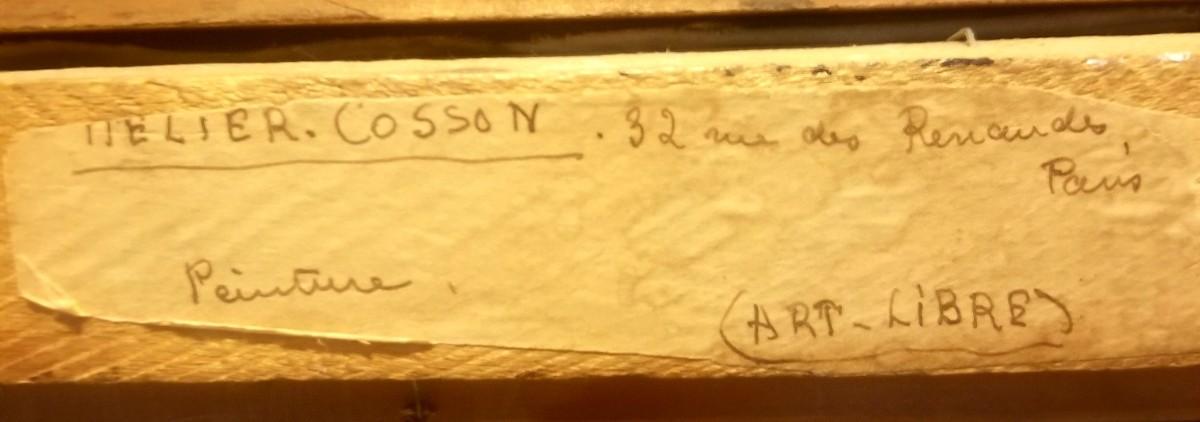 HELIER. COSSON . 32 rue des Renaudes,
Paris
Peinture.
(ART-LIBRE)